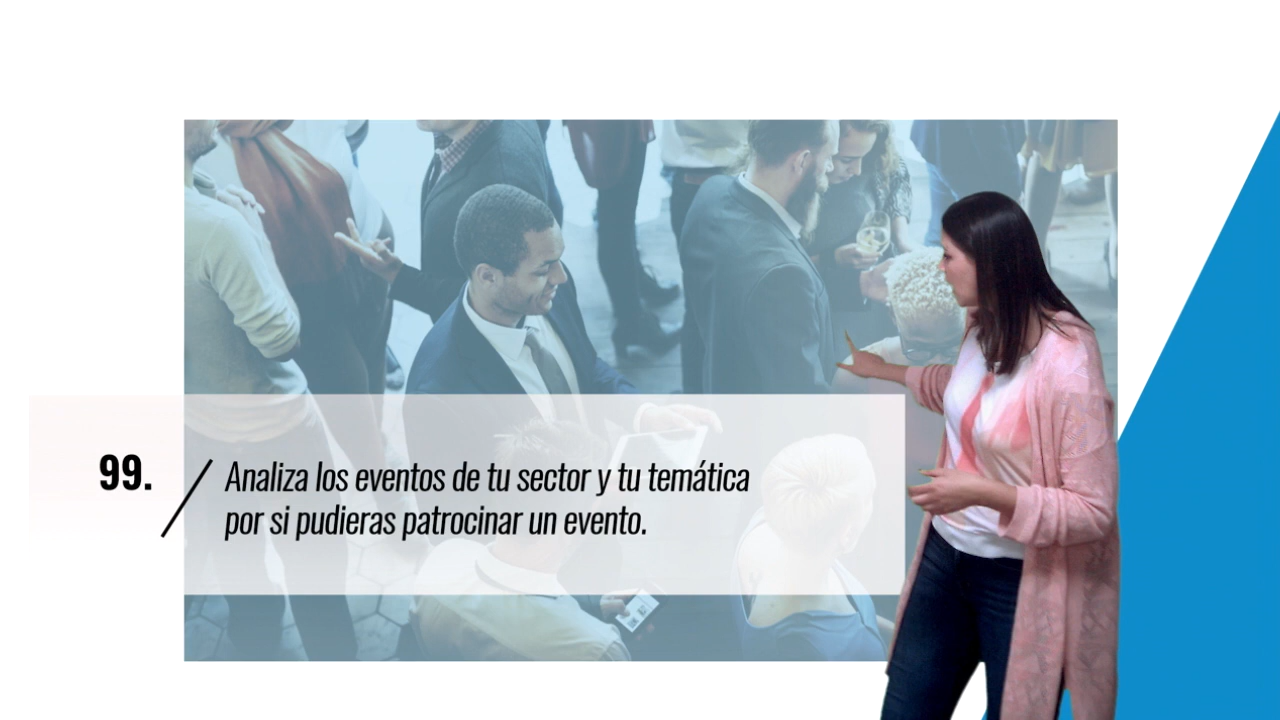 99.
Analiza los eventos de tu sector y tu temática
por si pudieras patrocinar un evento.